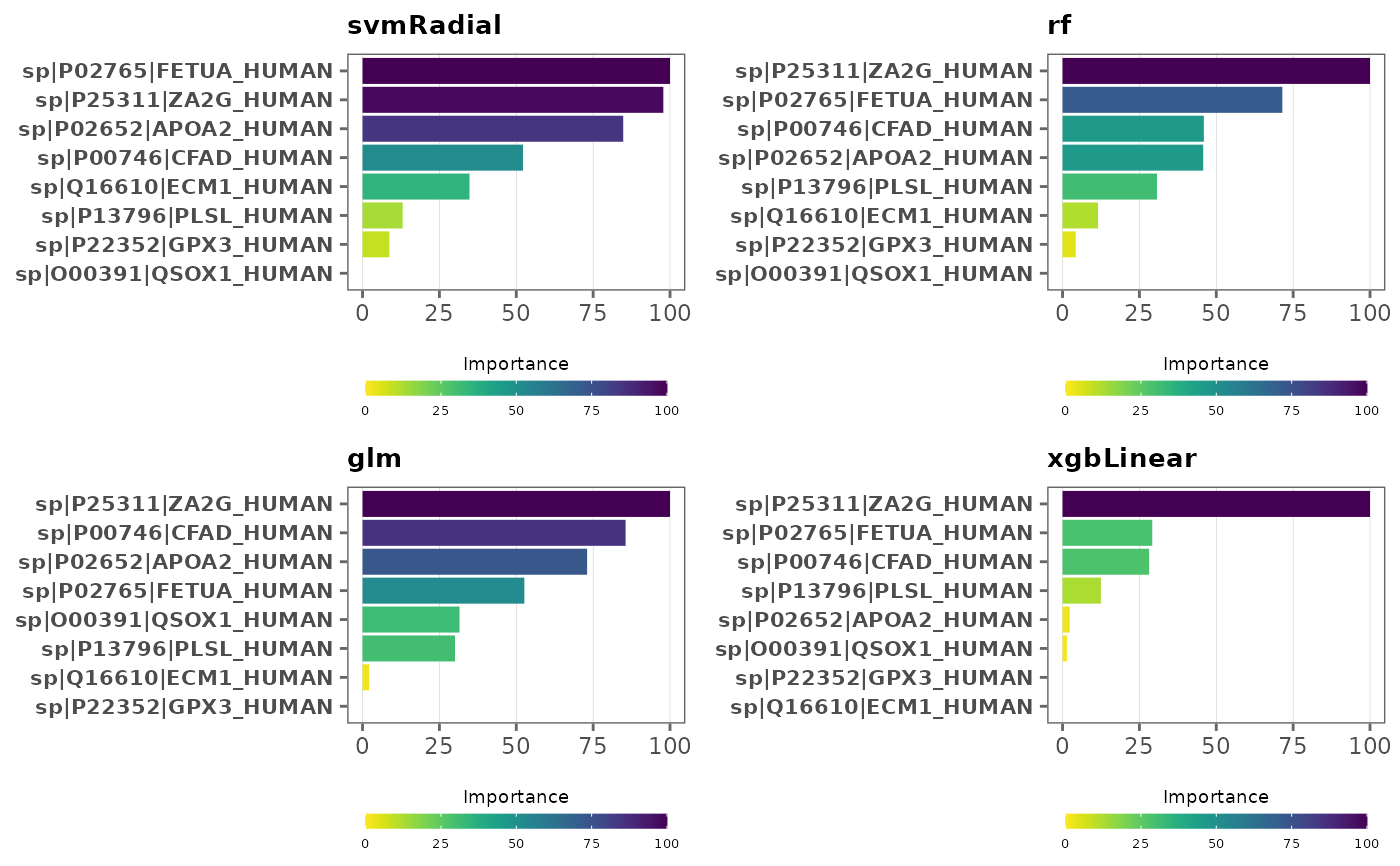 svmRadial
sp|P02765|FETUA_HUMAN
sp|P25311|ZA2G_HUMAN
sp|P02652|APOA2_HUMAN
sp|P00746|CFAD_HUMAN
sp|Q16610|ECM1_HUMAN
sp|P13796|PLSL_HUMAN
sp|P22352|GPX3_HUMAN
sp|O00391|QSOX1_HUMAN
0 25 50 75 100
Importance
0 25 50 75 100
rf
sp|P25311|ZA2G_HUMAN
sp|P02765|FETUA_HUMAN
sp|P00746|CFAD_HUMAN
sp|P02652|APOA2_HUMAN
sp|P13796|PLSL_HUMAN
sp|Q16610|ECM1_HUMAN
sp|P22352|GPX3_HUMAN
sp|O00391|QSOX1_HUMAN
0 25 50 75 100
Importance
0 25 50 75 100
glm
sp|P25311|ZA2G_HUMAN
sp|P00746|CFAD_HUMAN
sp|P02652|APOA2_HUMAN
sp|P02765|FETUA_HUMAN
sp|O00391|QSOX1_HUMAN
sp|P13796|PLSL_HUMAN
sp|Q16610|ECM1_HUMAN
sp|P22352|GPX3_HUMAN
0 25 50 75 100
Importance
0 25 50 75 100
xgbLinear
sp|P25311|ZA2G_HUMAN
sp|P02765|FETUA_HUMAN
sp|P00746|CFAD_HUMAN
sp|P13796|PLSL_HUMAN
sp|P02652|APOA2_HUMAN
sp|O00391|QSOX1_HUMAN
sp|P22352|GPX3_HUMAN
sp|Q16610|ECM1_HUMAN
0 25 50 75 100
Importance
0 25 50 75 100